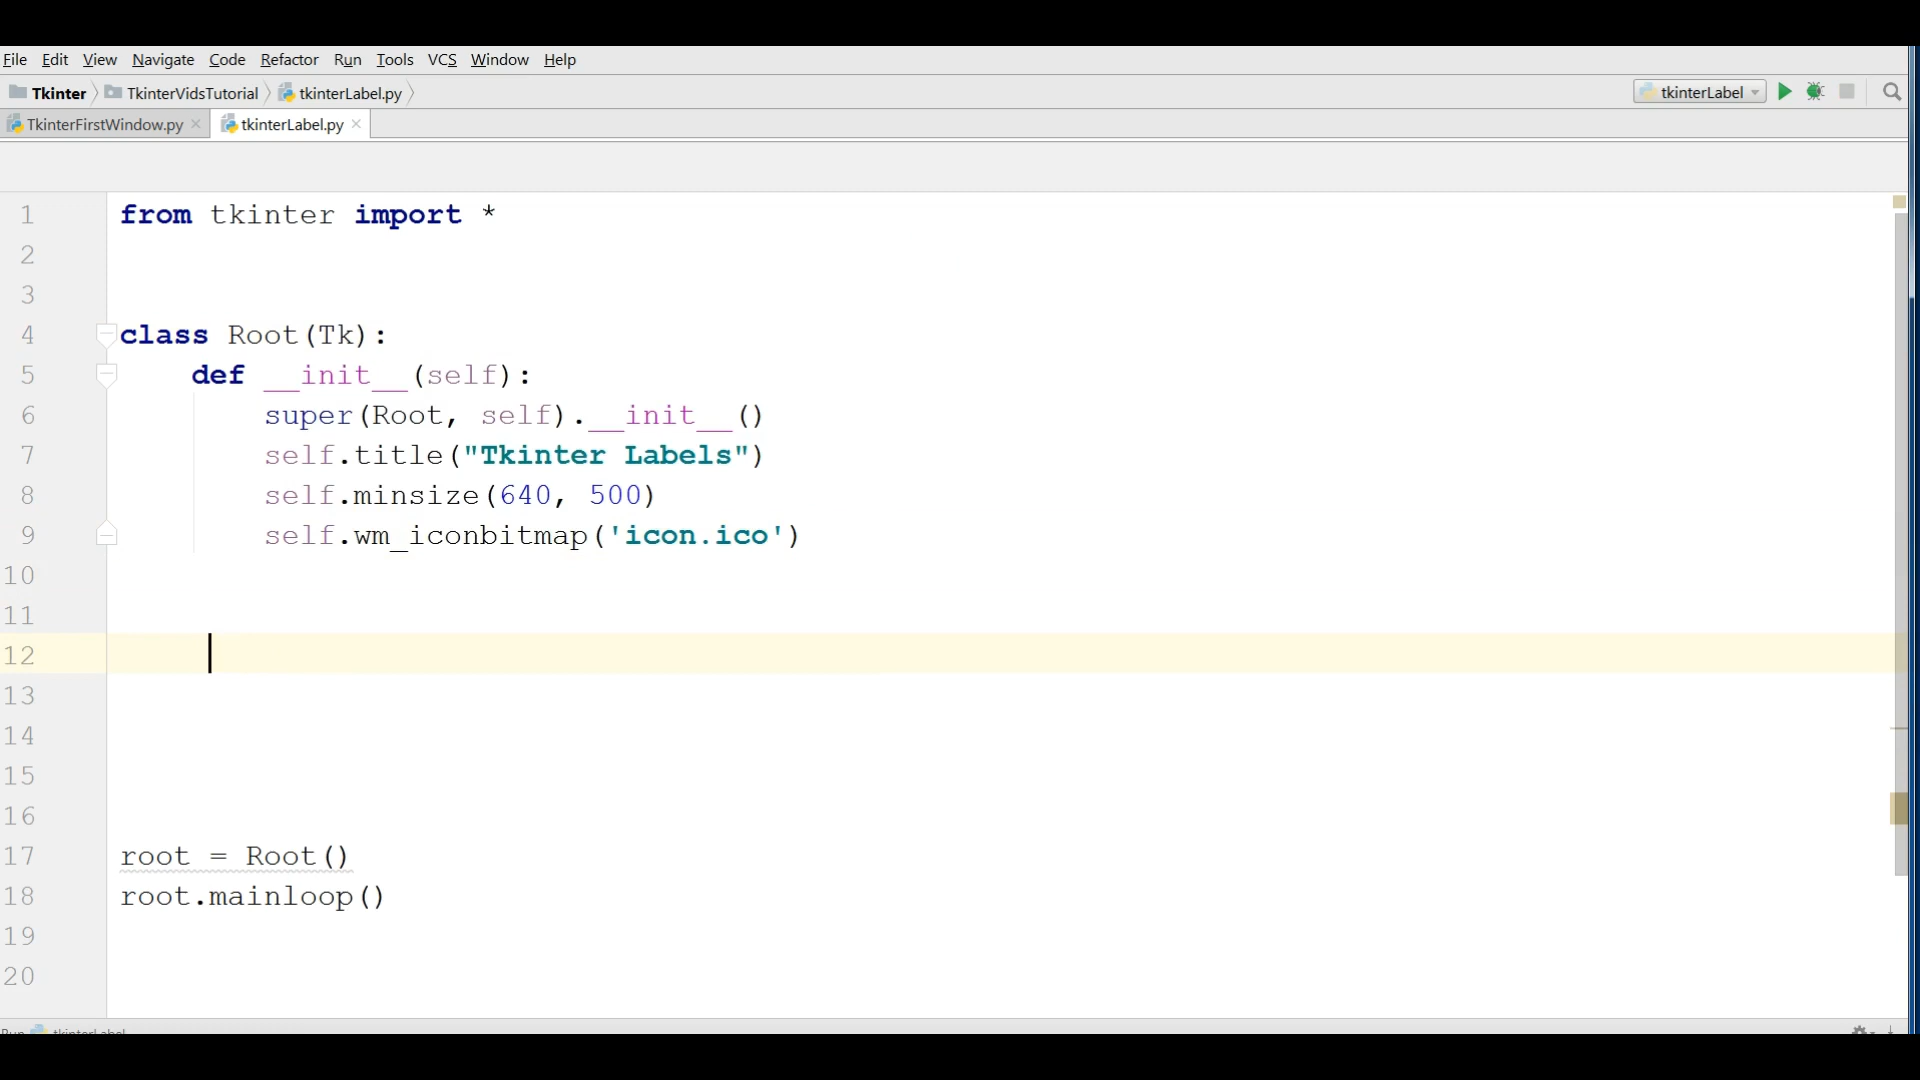 File Edit View Navigate Code Refactor Run Tools VCS Window Help
Tkinter TkinterVidsTutorial tkinterLabel.py tkinterLabel
TkinterFirstWindow.py tkinterLabel.py
1 from tkinter import *
2
3
4 class Root(Tk):
5 def __init__(self):
6 super(Root, self).__init__()
7 self.title("Tkinter Labels")
8 self.minsize(640, 500)
9 self.wm_iconbitmap('icon.ico')
10
11
12
13
14
15
16
17 root = Root()
18 root.mainloop()
19
20
Run tkinterLabel